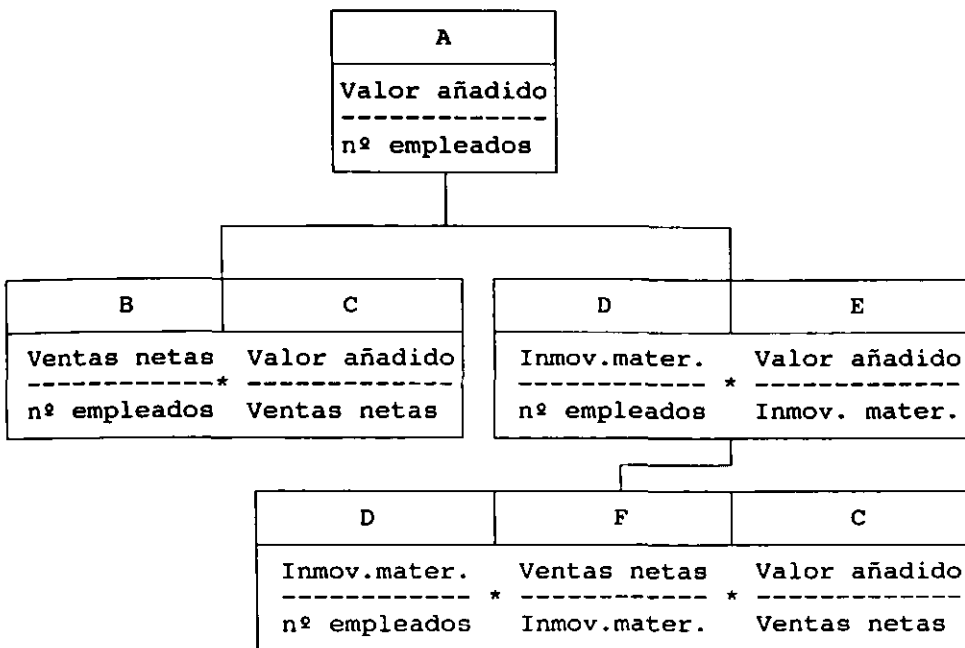 A
Valor añadido
-------------
nº empleados
B C
Ventas netas Valor añadido
-------------* --------------
nº empleados Ventas netas
D E
Inmov.mater. Valor añadido
------------ * -------------
nº empleados Inmov. mater.
D F C
Inmov.mater. Ventas netas Valor añadido
------------ * ------------ * -------------
nº empleados Inmov.mater. Ventas netas